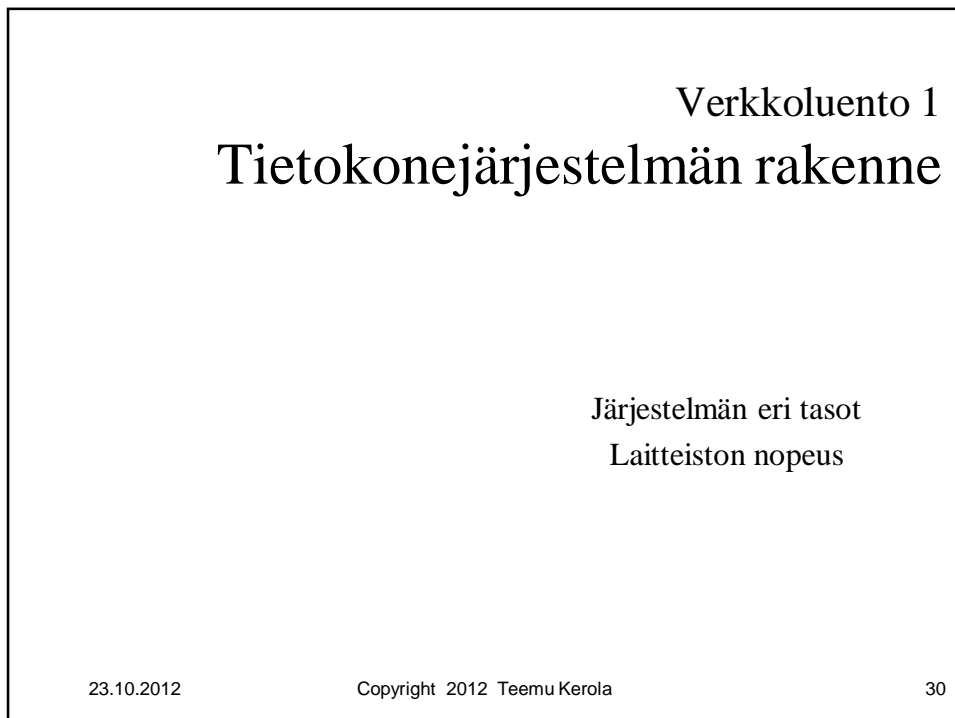 Verkkoluento 1
Tietokonejärjestelmän rakenne
Järjestelmän eri tasot
Laitteiston nopeus
23.10.2012 Copyright 2012 Teemu Kerola 30